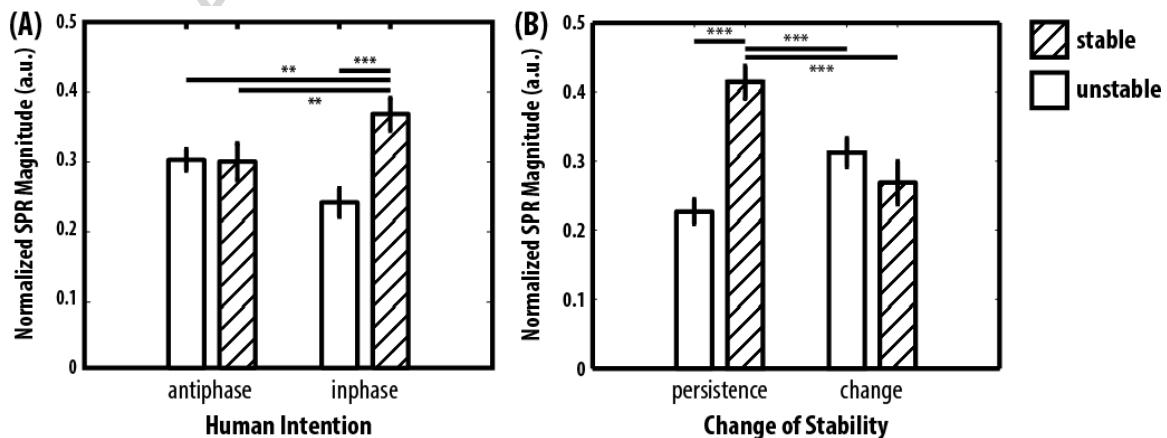 (A)
Normalized SPR Magnitude (a.u.)
0.5
0.4
0.3
0.2
0.1
0
***
**
**
antiphase
inphase
Human Intention
(B)
Normalized SPR Magnitude (a.u.)
0.5
0.4
0.3
0.2
0.1
0
***
***
***
persistence
change
Change of Stability
stable
unstable